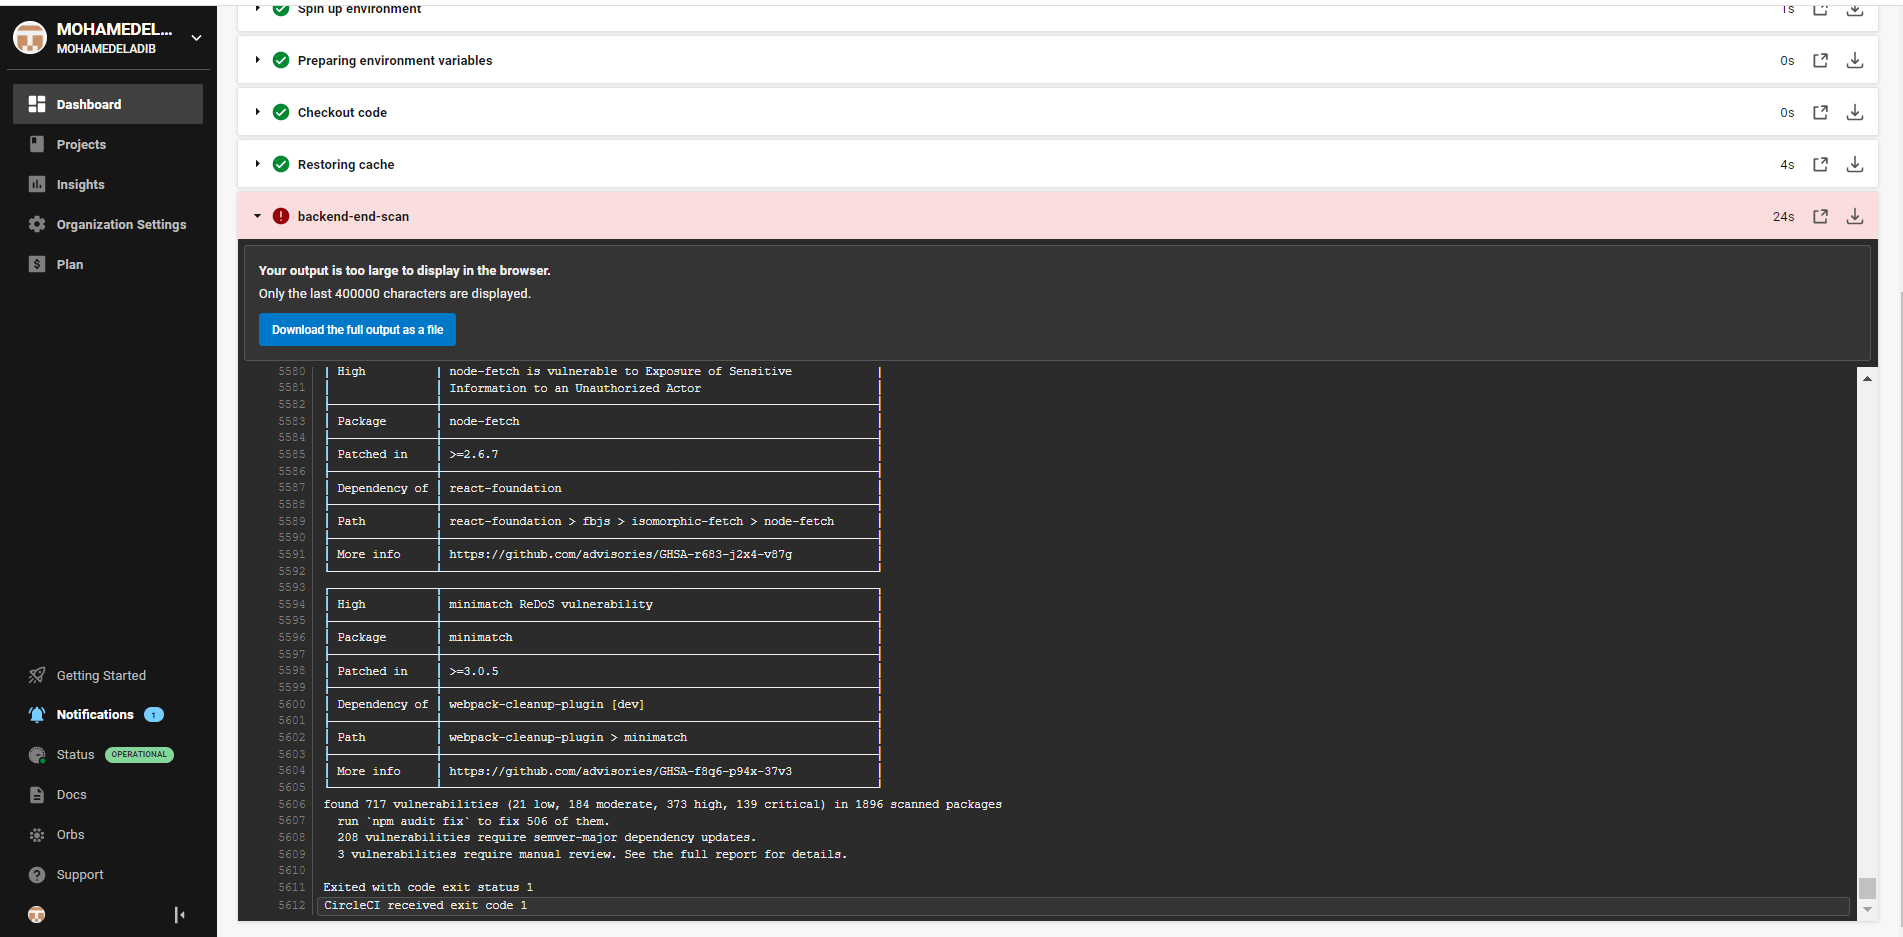 MOHAMEDEL...
MOHAMEDELADIB
Dashboard
Projects
Insights
Organization Settings
$ Plan
Getting Started
Notifications 1
Status OPERATIONAL
Docs
Orbs
? Support
Spin up environment 1s
Preparing environment variables 0s
Checkout code 0s
Restoring cache 4s
! backend-end-scan 24s
Your output is too large to display in the browser.
Only the last 400000 characters are displayed.
Download the full output as a file
5580 | High | node-fetch is vulnerable to Exposure of Sensitive |
5581 | | Information to an Unauthorized Actor |
5582
5583 | Package | node-fetch |
5584
5585 | Patched in | >=2.6.7 |
5586
5587 | Dependency of | react-foundation |
5588
5589 | Path | react-foundation > fbjs > isomorphic-fetch > node-fetch |
5590
5591 | More info | https://github.com/advisories/GHSA-r683-j2x4-v87g |
5592
5593
5594 | High | minimatch ReDoS vulnerability |
5595
5596 | Package | minimatch |
5597
5598 | Patched in | >=3.0.5 |
5599
5600 | Dependency of | webpack-cleanup-plugin [dev] |
5601
5602 | Path | webpack-cleanup-plugin > minimatch |
5603
5604 | More info | https://github.com/advisories/GHSA-f8q6-p94x-37v3 |
5605
5606 found 717 vulnerabilities (21 low, 184 moderate, 373 high, 139 critical) in 1896 scanned packages
5607 run `npm audit fix` to fix 506 of them.
5608 208 vulnerabilities require semver-major dependency updates.
5609 3 vulnerabilities require manual review. See the full report for details.
5610
5611 Exited with code exit status 1
5612 CircleCI received exit code 1